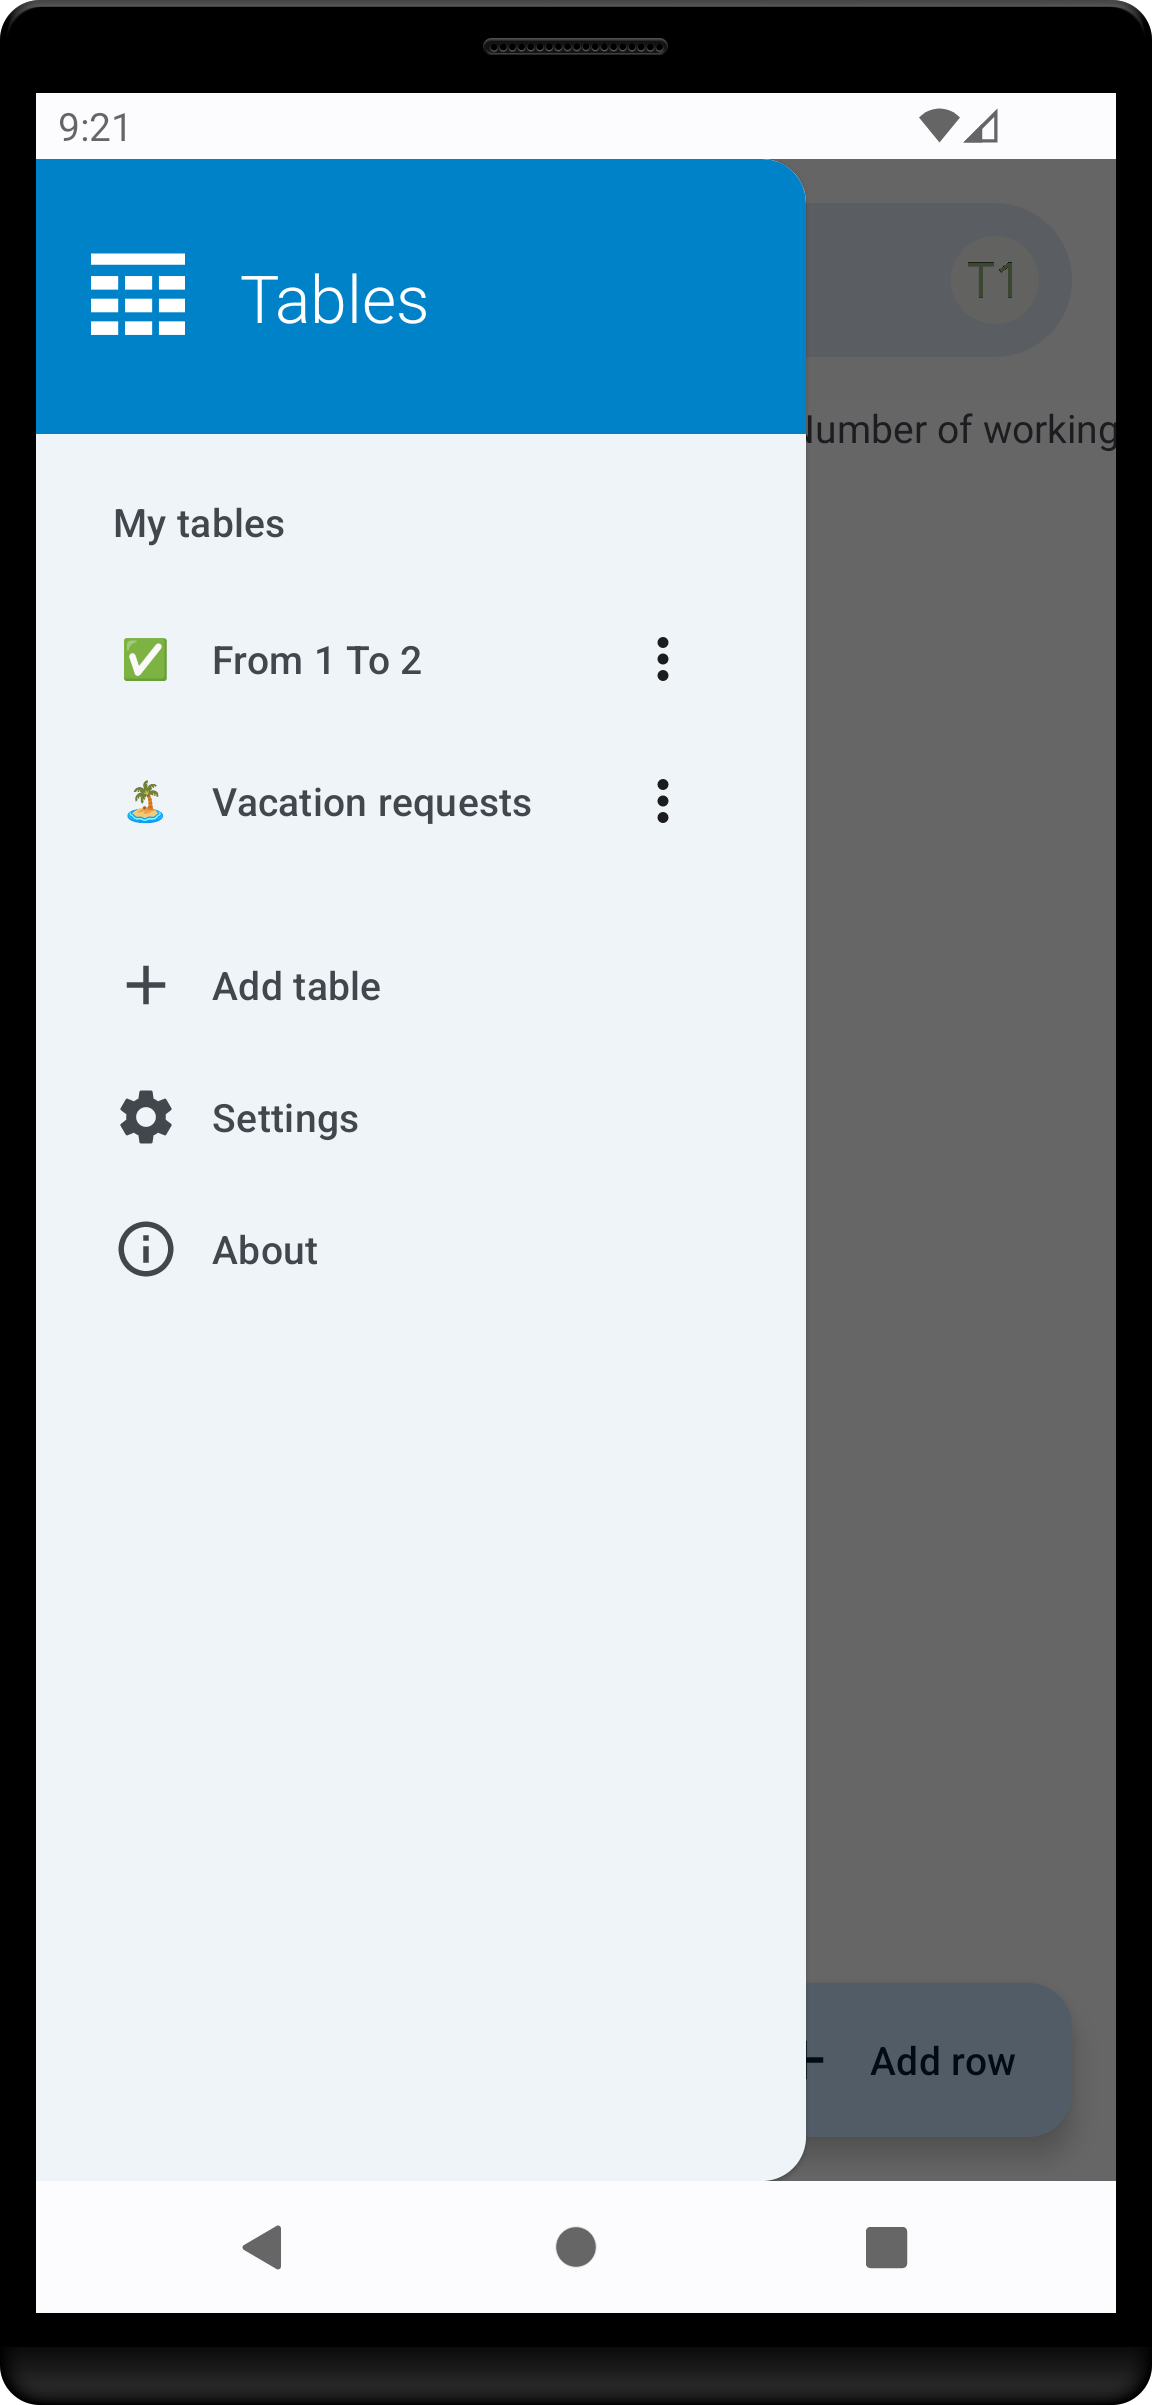 9:21
Tables
T1
of working
My tables
From 1 To 2
Vacation requests
Add table
Settings
About
Add row